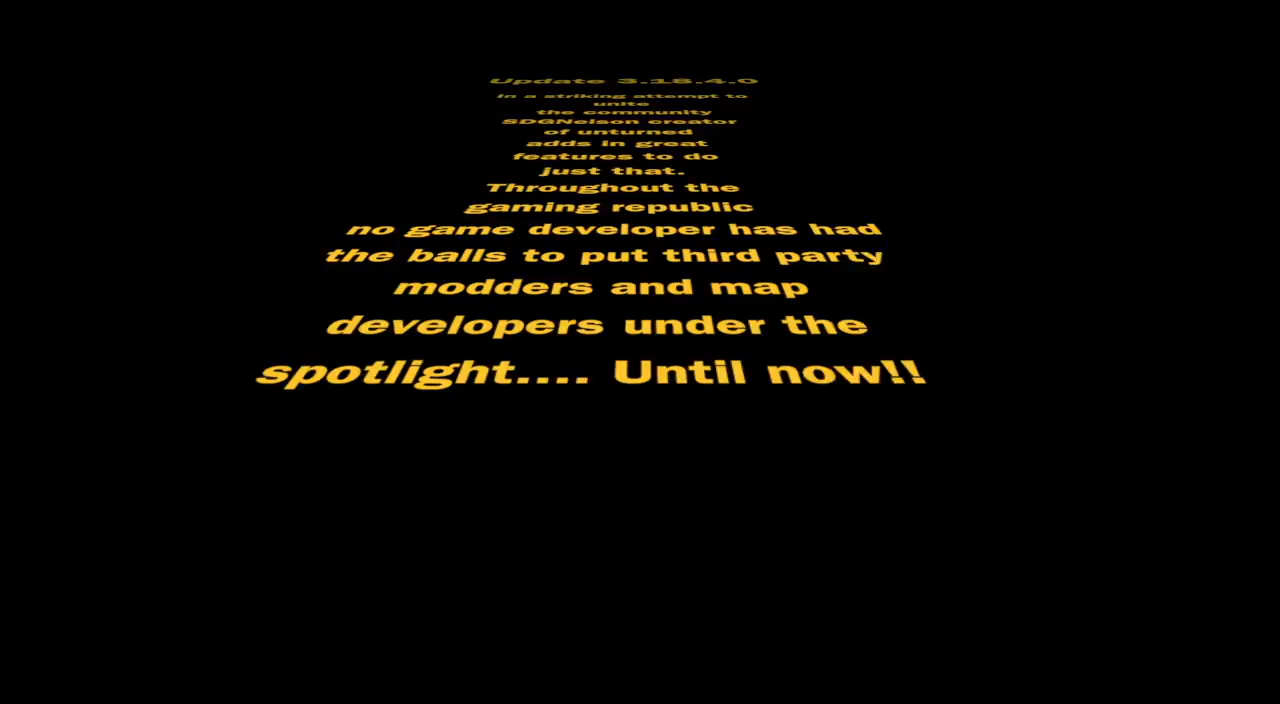 Update 3.18.4.0
In a striking attempt to
unite
the community
SDGNelson creator
of unturned
adds in great
features to do
just that.
Throughout the
gaming republic
no game developer has had
the balls to put third party
modders and map
developers under the
spotlight.... Until now!!